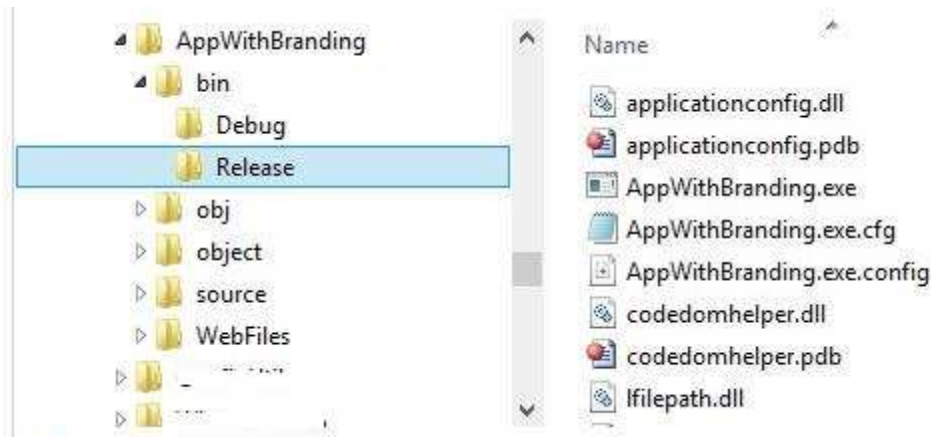 AppWithBranding
bin
Debug
Release
obj
object
source
WebFiles
Name
applicationconfig.dll
applicationconfig.pdb
AppWithBranding.exe
AppWithBranding.exe.cfg
AppWithBranding.exe.config
codedomhelper.dll
codedomhelper.pdb
lfilepath.dll